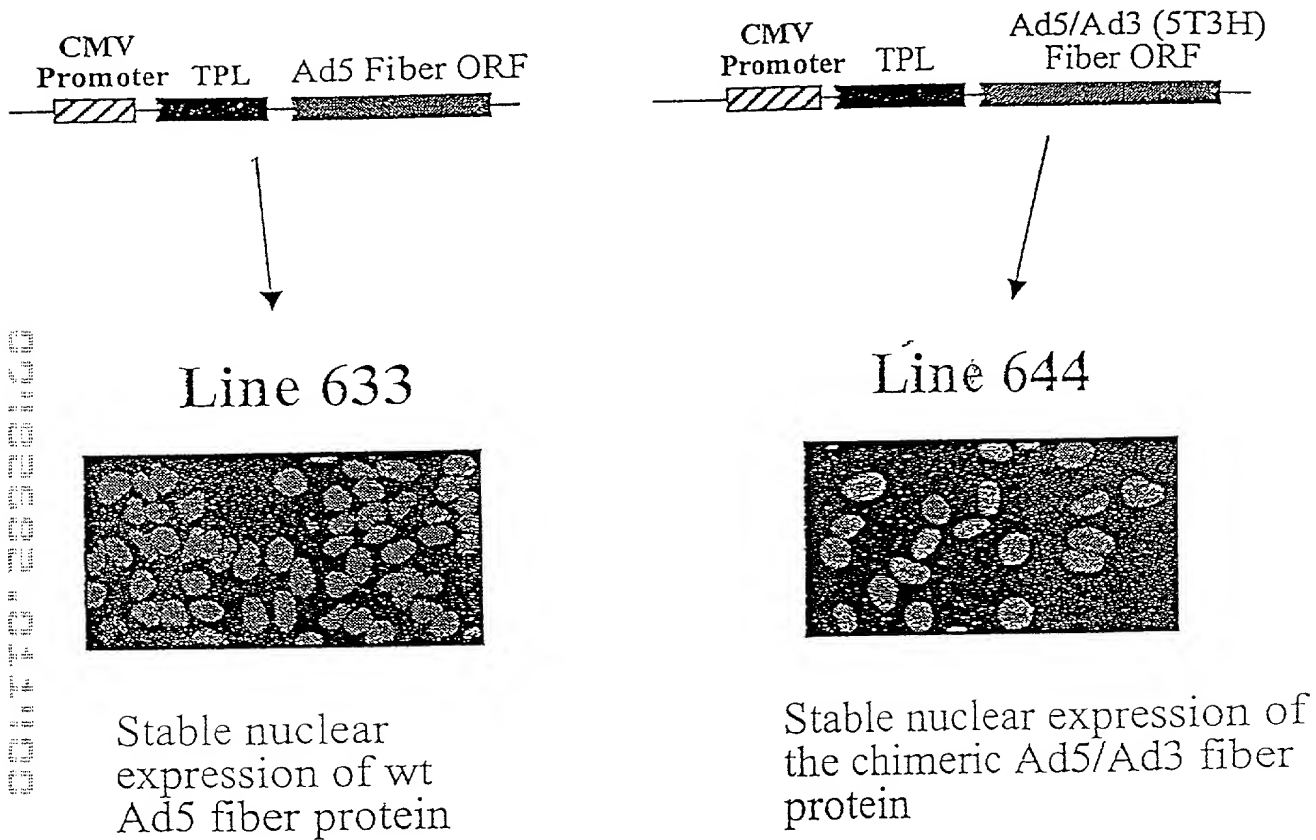 CMV
Promoter TPL Ad5 Fiber ORF
CMV
Promoter TPL
Ad5/Ad3 (5T3H)
Fiber ORF
Line 633
Line 644
Stable nuclear
expression of wt
Ad5 fiber protein
Stable nuclear expression of
the chimeric Ad5/Ad3 fiber
protein